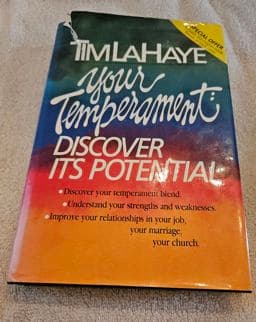 SPECIAL OFFER
TIM LAHAYE
your
Temperament:
DISCOVER
ITS POTENTIAL
•Discover your temperament blend.
•Understand your strengths and weaknesses.
•Improve your relationships in your job,
your marriage,
your church.